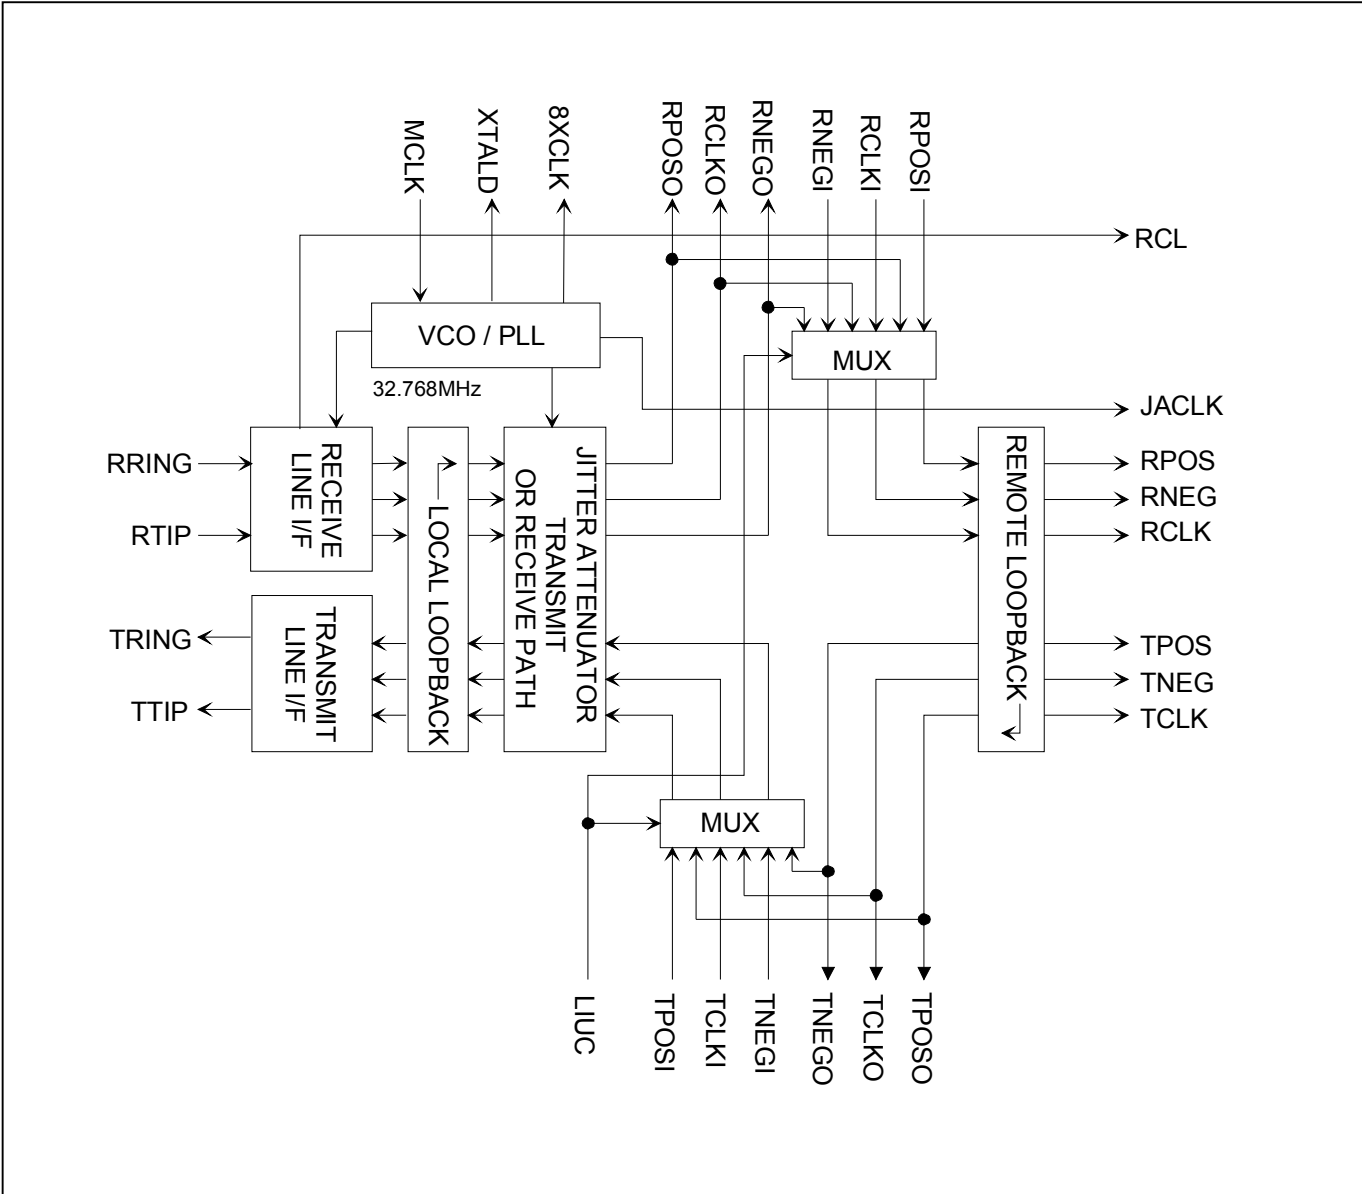 MCLK
XTALD
8XCLK
RPOSO
RCLKO
RNEGO
RNEGI
RCLKI
RPOSI
RCL
VCO / PLL
32.768MHz
MUX
JACLK
RRING
RTIP
RECEIVE
LINE I/F
LOCAL LOOPBACK
JITTER ATTENUATOR
TRANSMIT
OR RECEIVE PATH
REMOTE LOOPBACK
RPOS
RNEG
RCLK
TRING
TTIP
TRANSMIT
LINE I/F
TPOS
TNEG
TCLK
MUX
LIUC
TPOSI
TCLKI
TNEGI
TNEGO
TCLKO
TPOSO